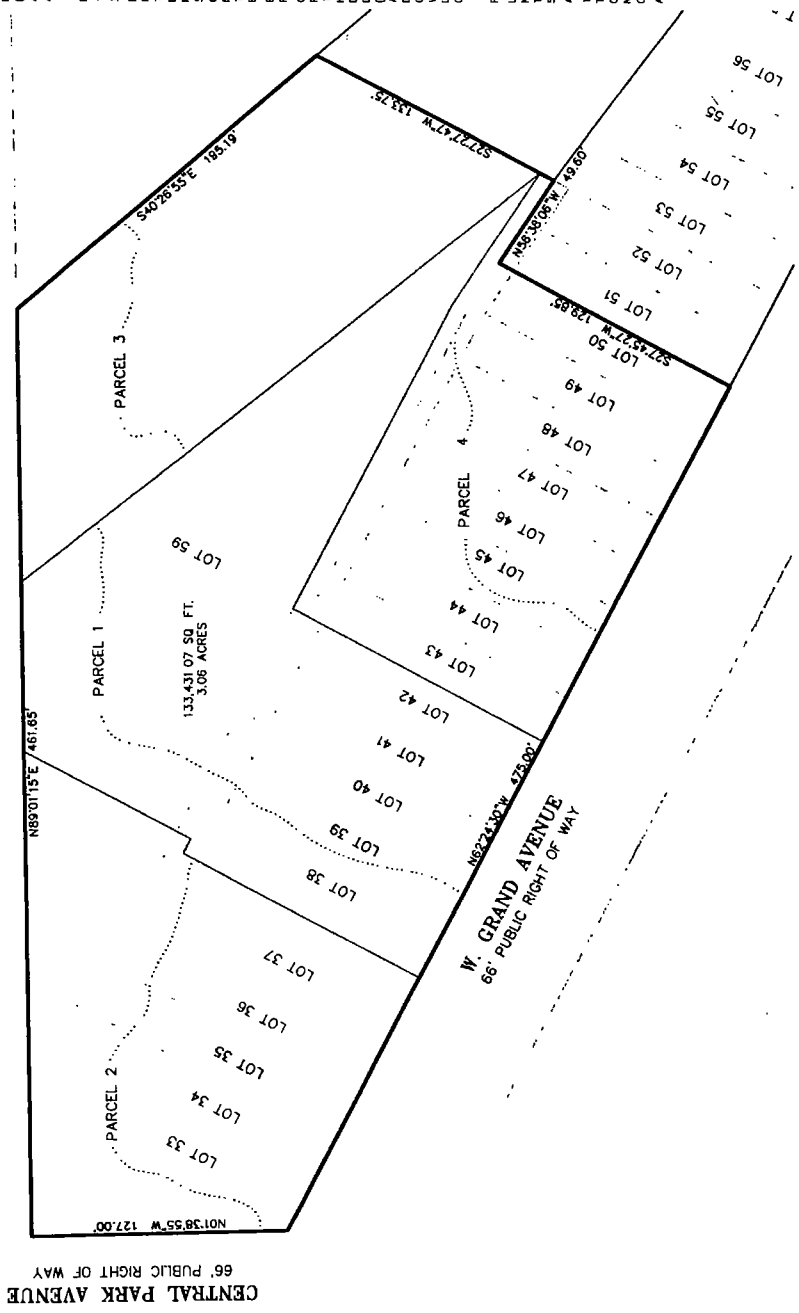 S40°26'55"E 195.19'
S27°27'47"W 133.75'
N56°38'06"W 49.60'
S27°45'27"W 129.85'
N62°24'30"W 475.00'
N01°38'55"W 127.00'
N89°01'15"E 461.65'
PARCEL 3
PARCEL 1
PARCEL 4
PARCEL 2
133,431 07 SQ FT.
3.06 ACRES
LOT 59
LOT 56
LOT 55
LOT 54
LOT 53
LOT 52
LOT 51
LOT 50
LOT 49
LOT 48
LOT 47
LOT 46
LOT 45
LOT 44
LOT 43
LOT 42
LOT 41
LOT 40
LOT 39
LOT 38
LOT 37
LOT 36
LOT 35
LOT 34
LOT 33
W. GRAND AVENUE
66' PUBLIC RIGHT OF WAY
CENTRAL PARK AVENUE
66' PUBLIC RIGHT OF WAY